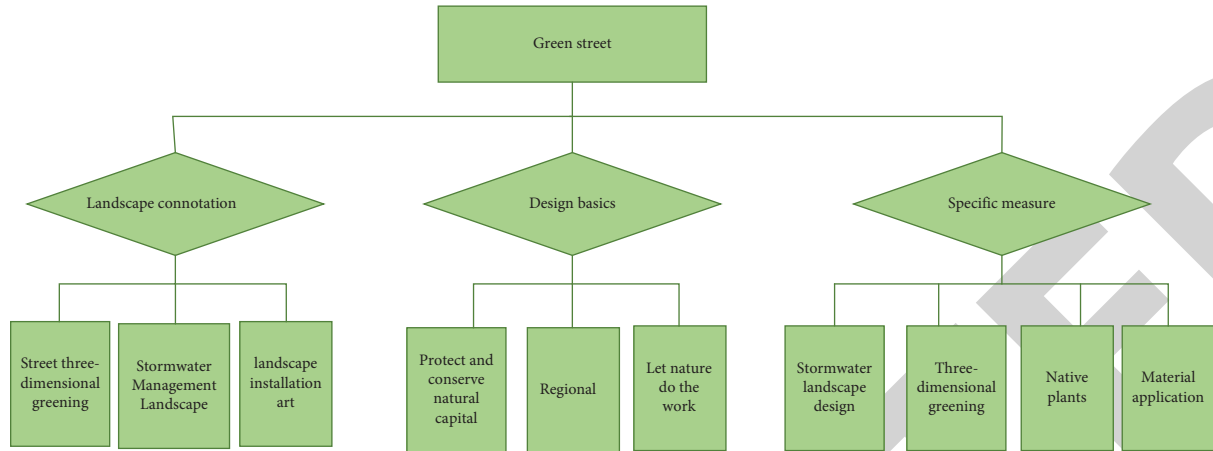 Green street
Landscape connotation
Design basics
Specific measure
Street three-
dimensional
greening
Stormwater
Management
Landscape
landscape
installation
art
Protect and
conserve
natural
capital
Regional
Let nature
do the
work
Stormwater
landscape
design
Three-
dimensional
greening
Native
plants
Material
application